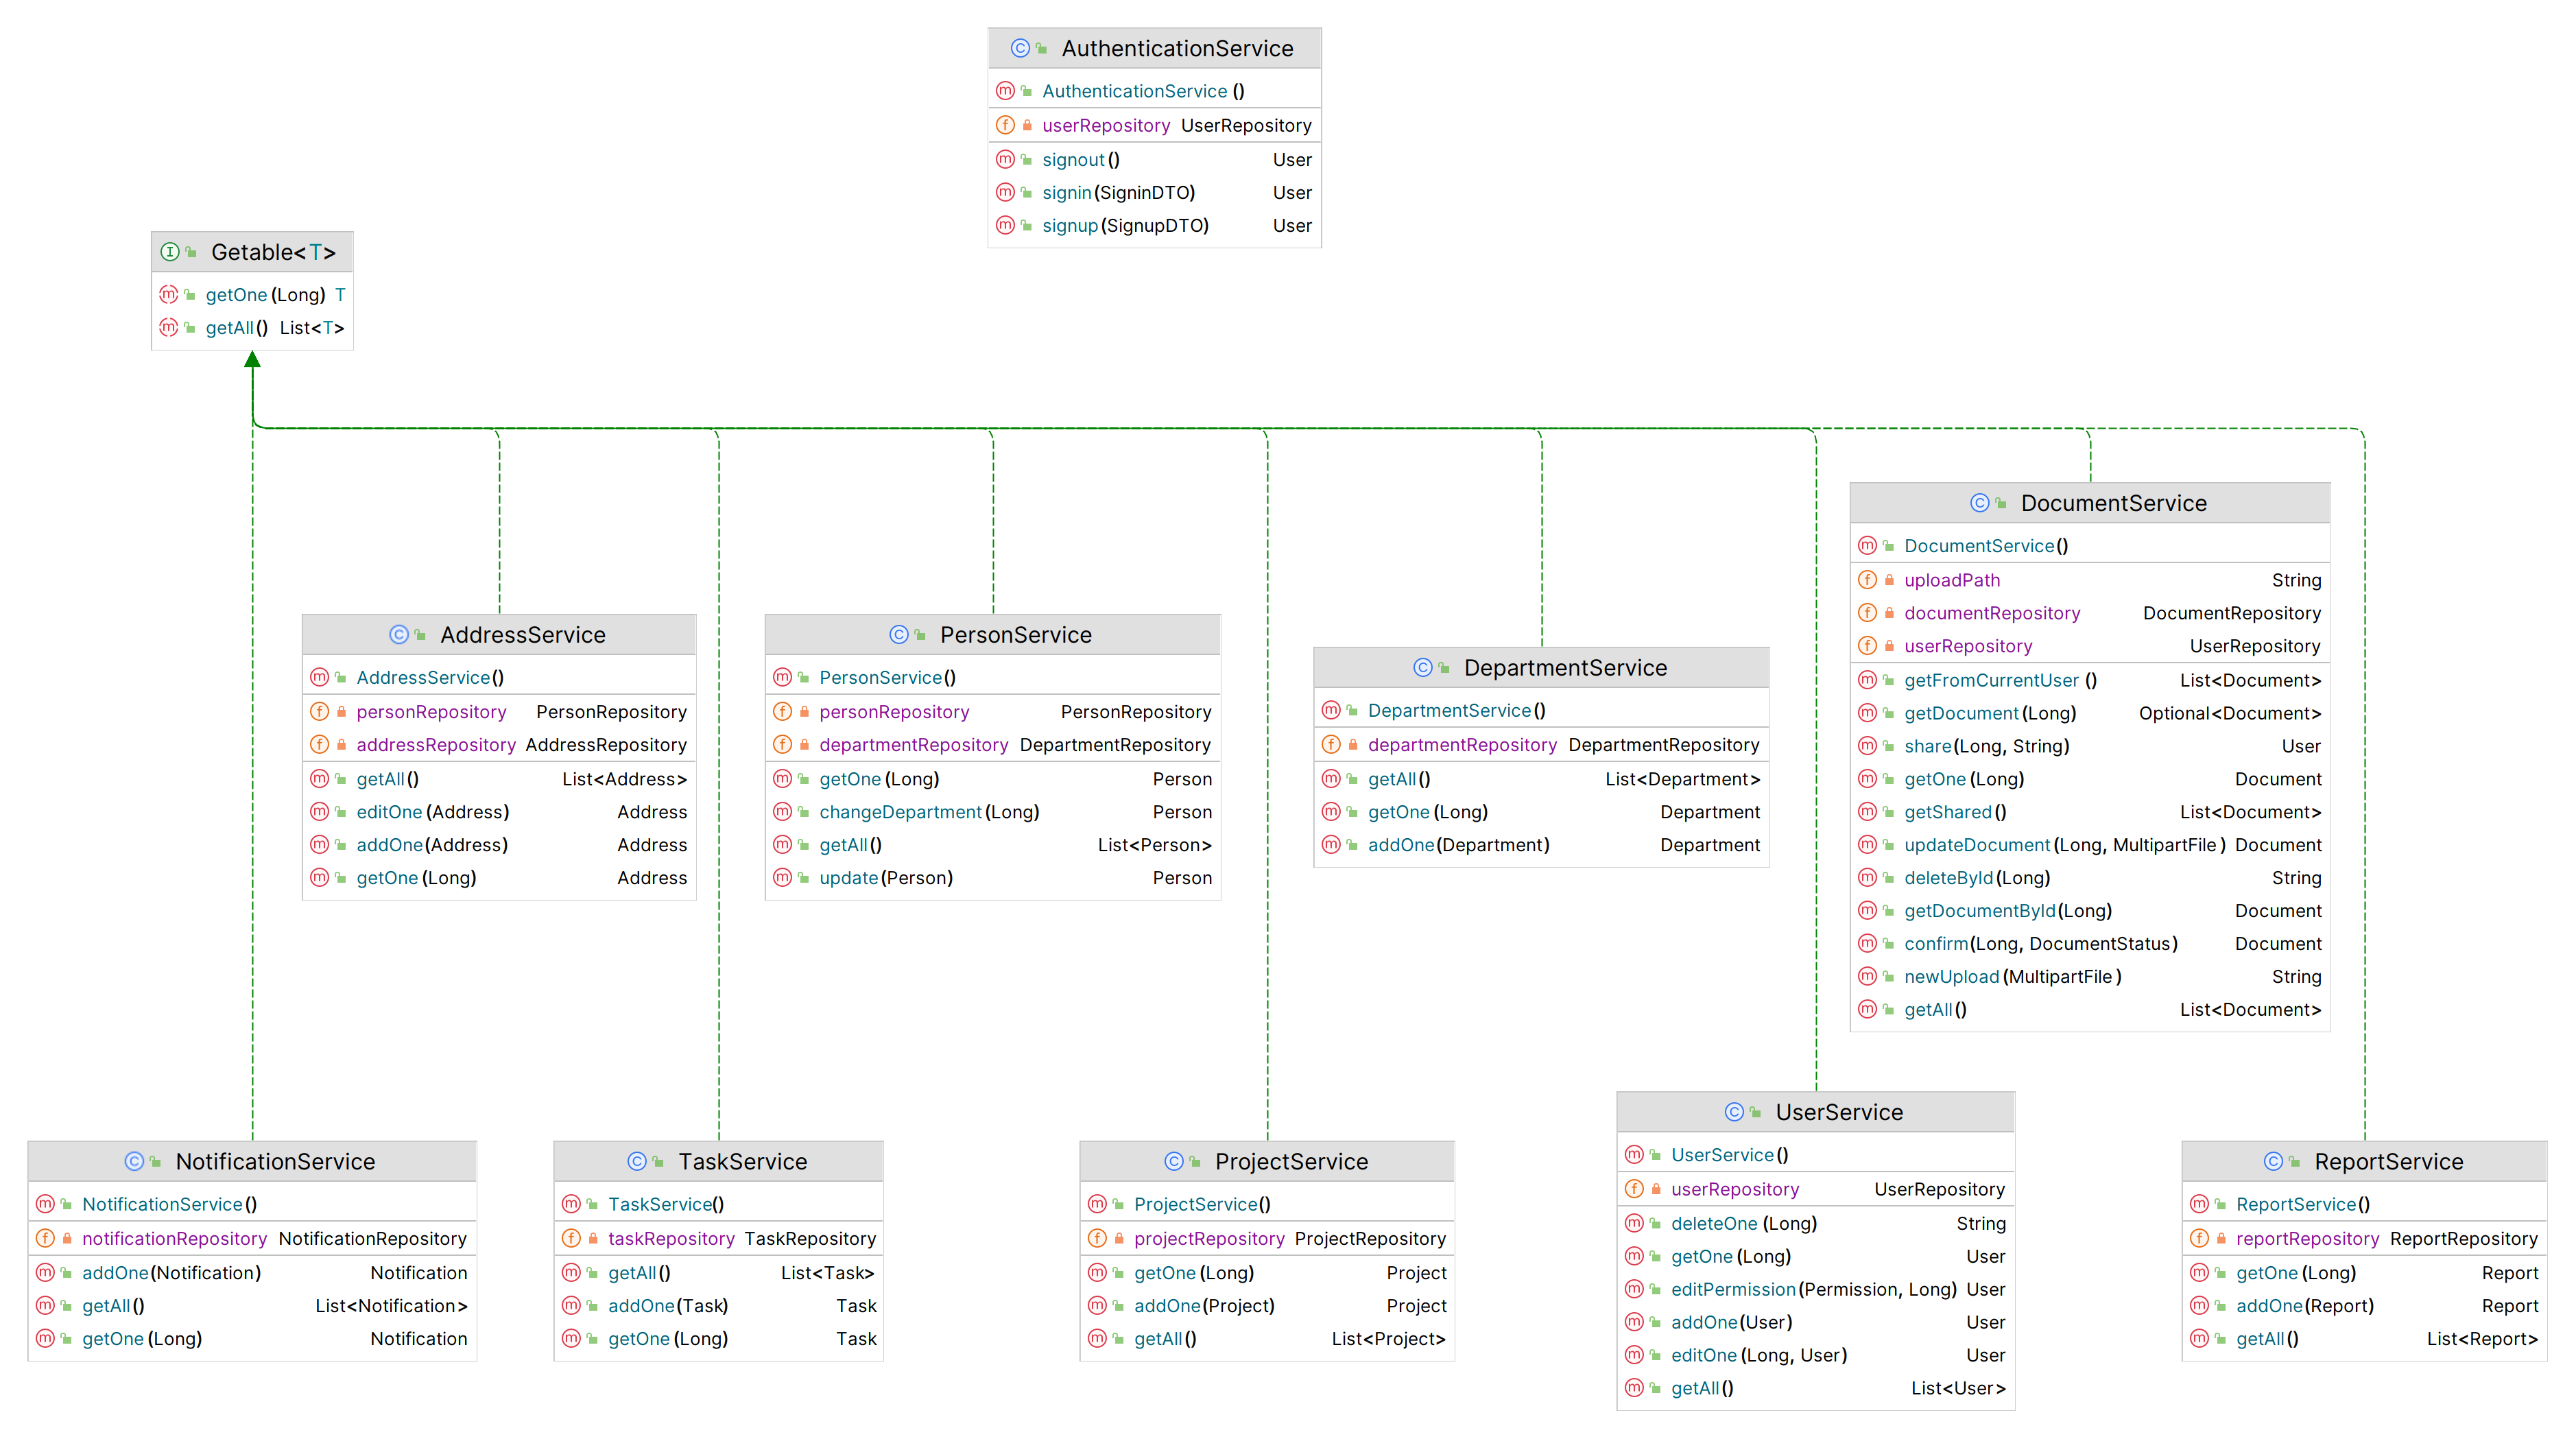 AuthenticationService
AuthenticationService()
userRepository UserRepository
signout() User
signin(SigninDTO) User
signup(SignupDTO) User
Getable<T>
getOne(Long) T
getAll() List<T>
AddressService
AddressService()
personRepository PersonRepository
addressRepository AddressRepository
getAll() List<Address>
editOne(Address) Address
addOne(Address) Address
getOne(Long) Address
PersonService
PersonService()
personRepository PersonRepository
departmentRepository DepartmentRepository
getOne(Long) Person
changeDepartment(Long) Person
getAll() List<Person>
update(Person) Person
DepartmentService
DepartmentService()
departmentRepository DepartmentRepository
getAll() List<Department>
getOne(Long) Department
addOne(Department) Department
DocumentService
DocumentService()
uploadPath String
documentRepository DocumentRepository
userRepository UserRepository
getFromCurrentUser() List<Document>
getDocument(Long) Optional<Document>
share(Long, String) User
getOne(Long) Document
getShared() List<Document>
updateDocument(Long, MultipartFile) Document
deleteById(Long) String
getDocumentById(Long) Document
confirm(Long, DocumentStatus) Document
newUpload(MultipartFile) String
getAll() List<Document>
NotificationService
NotificationService()
notificationRepository NotificationRepository
addOne(Notification) Notification
getAll() List<Notification>
getOne(Long) Notification
TaskService
TaskService()
taskRepository TaskRepository
getAll() List<Task>
addOne(Task) Task
getOne(Long) Task
ProjectService
ProjectService()
projectRepository ProjectRepository
getOne(Long) Project
addOne(Project) Project
getAll() List<Project>
UserService
UserService()
userRepository UserRepository
deleteOne(Long) String
getOne(Long) User
editPermission(Permission, Long) User
addOne(User) User
editOne(Long, User) User
getAll() List<User>
ReportService
ReportService()
reportRepository ReportRepository
getOne(Long) Report
addOne(Report) Report
getAll() List<Report>